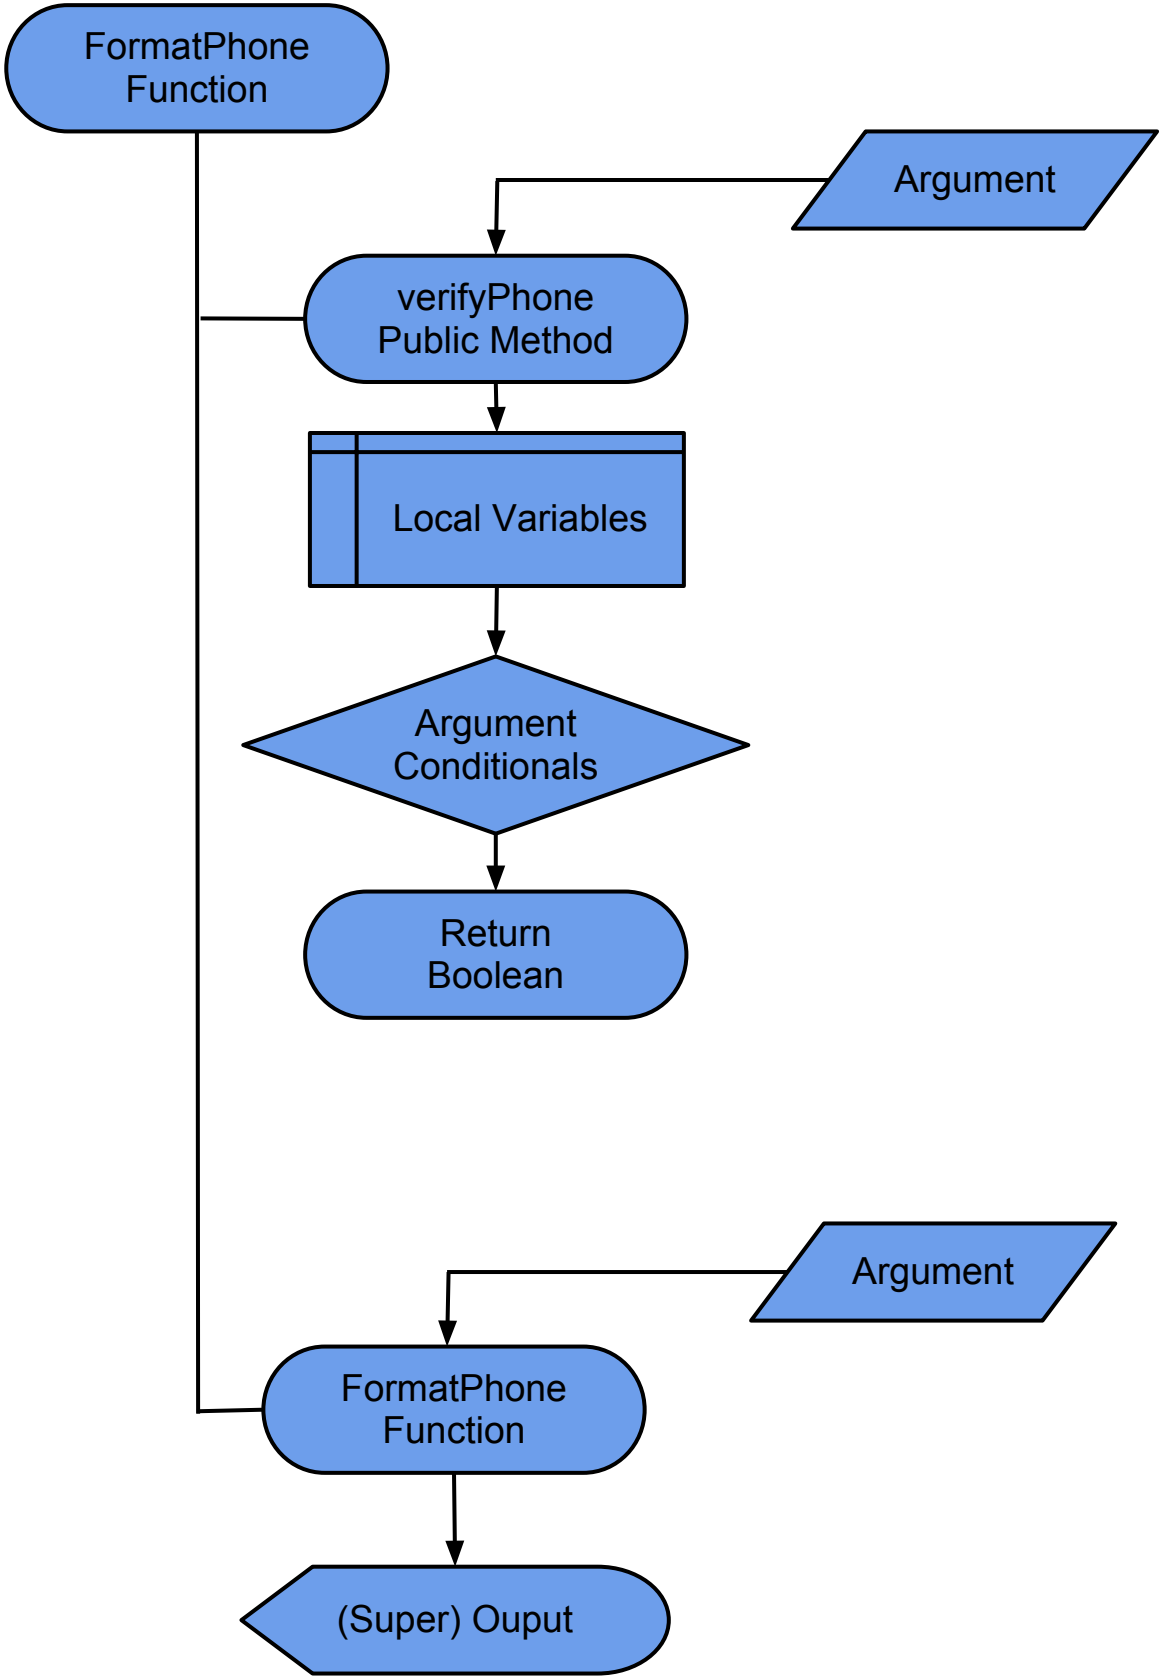 FormatPhone
Function
Argument
verifyPhone
Public Method
Local Variables
Argument
Conditionals
Return
Boolean
Argument
FormatPhone
Function
(Super) Ouput